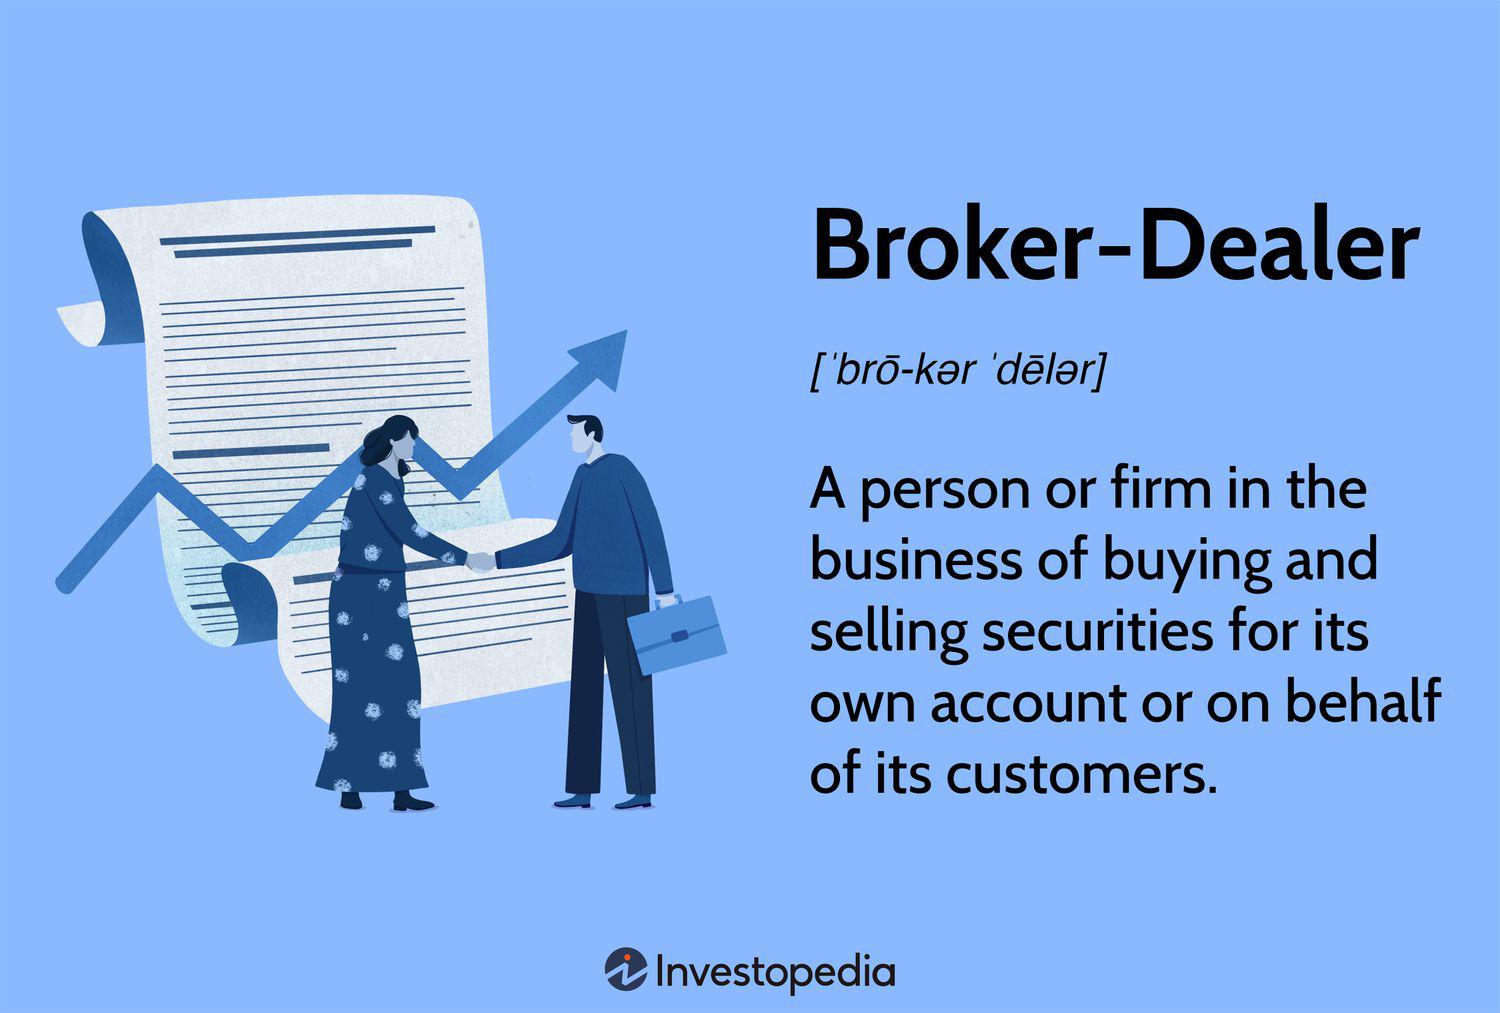 Broker-Dealer
[ˈbrō-kər ˈdēlər]
A person or firm in the
business of buying and
selling securities for its
own account or on behalf
of its customers.
Investopedia